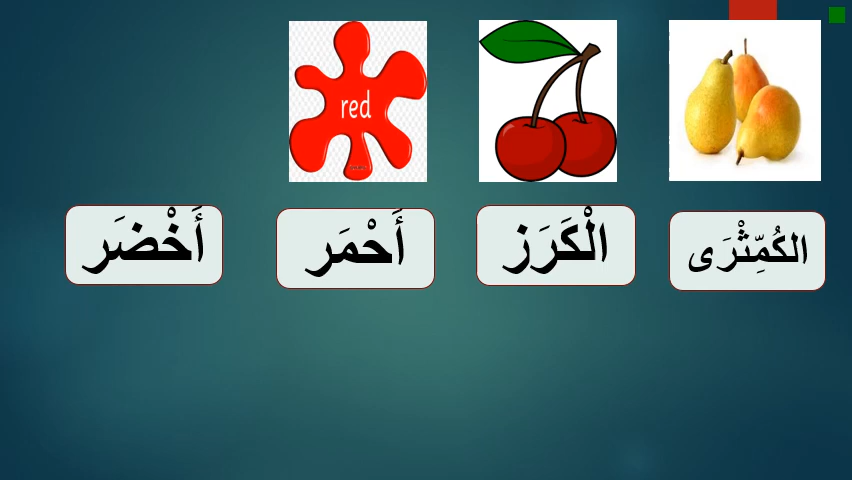 red
الكُمِّثْرَى
الْكَرَز
أَحْمَر
أَخْضَر